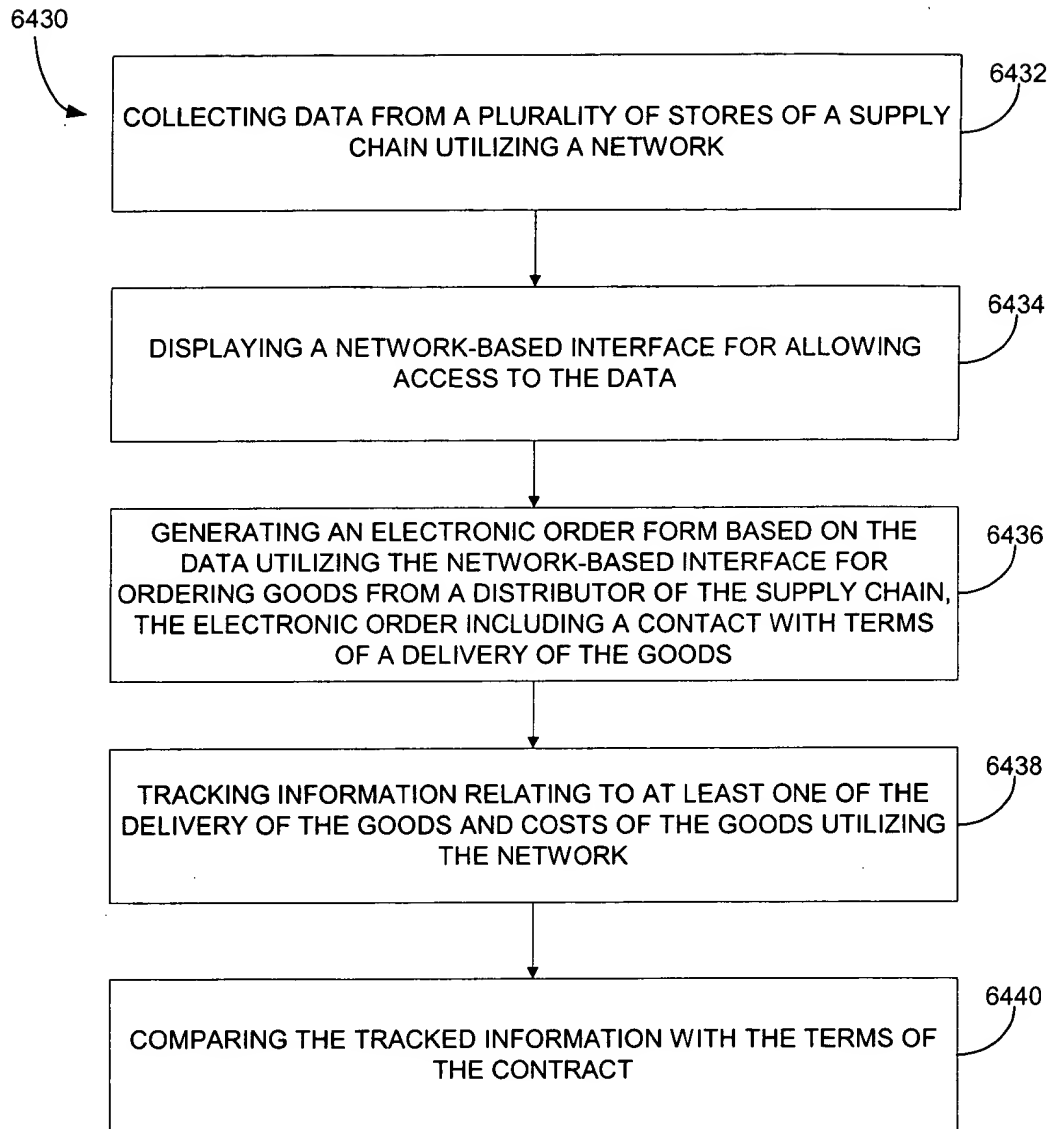 6430
6432
COLLECTING DATA FROM A PLURALITY OF STORES OF A SUPPLY
CHAIN UTILIZING A NETWORK
6434
DISPLAYING A NETWORK-BASED INTERFACE FOR ALLOWING
ACCESS TO THE DATA
6436
GENERATING AN ELECTRONIC ORDER FORM BASED ON THE
DATA UTILIZING THE NETWORK-BASED INTERFACE FOR
ORDERING GOODS FROM A DISTRIBUTOR OF THE SUPPLY CHAIN,
THE ELECTRONIC ORDER INCLUDING A CONTACT WITH TERMS
OF A DELIVERY OF THE GOODS
6438
TRACKING INFORMATION RELATING TO AT LEAST ONE OF THE
DELIVERY OF THE GOODS AND COSTS OF THE GOODS UTILIZING
THE NETWORK
6440
COMPARING THE TRACKED INFORMATION WITH THE TERMS OF
THE CONTRACT